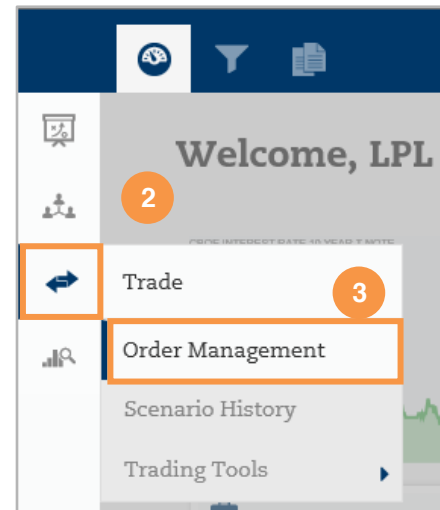 Welcome, LPL
2
CBOE INTEREST RATE 10 YEAR T NOTE
Trade
3
Order Management
Scenario History
Trading Tools